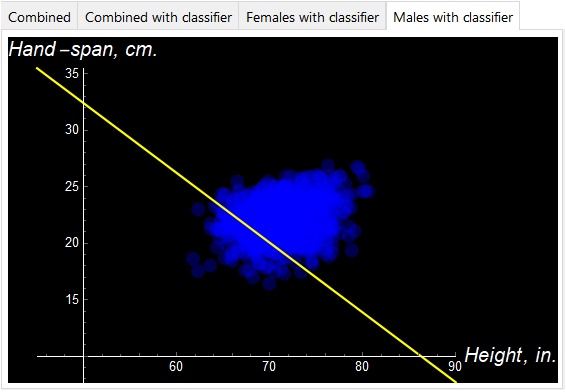 Combined Combined with classifier Females with classifier Males with classifier
Hand –span, cm.
35
30
25
20
15
60 70 80 90
Height, in.